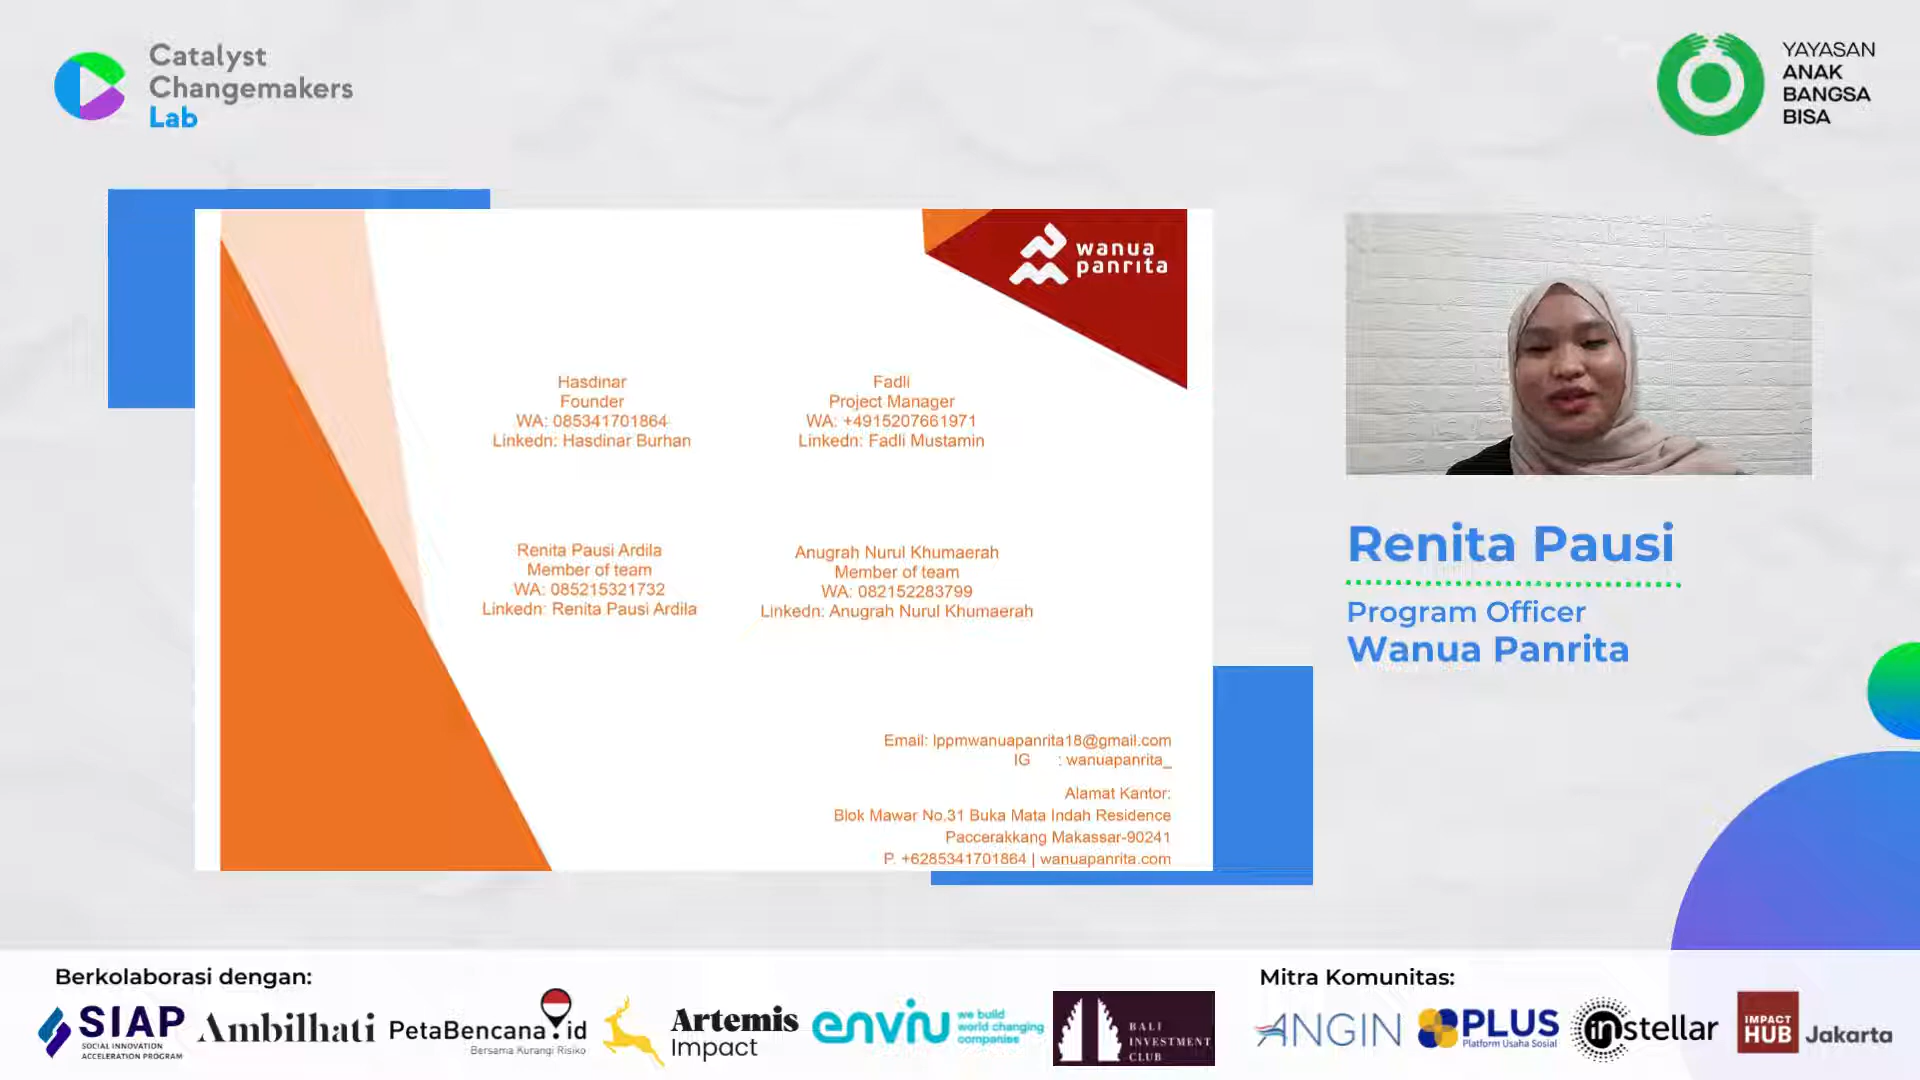 Catalyst
Changemakers
Lab
YAYASAN
ANAK
BANGSA
BISA
wanua
panrita
Hasdinar
Founder
WA: 085341701864
Linkedn: Hasdinar Burhan
Fadli
Project Manager
WA: +4915207661971
Linkedn: Fadli Mustamin
Renita Pausi Ardila
Member of team
WA: 085215321732
Linkedn: Renita Pausi Ardila
Anugrah Nurul Khumaerah
Member of team
WA: 082152283799
Linkedn: Anugrah Nurul Khumaerah
Email: lppmwanuapanrita18@gmail.com
IG : wanuapanrita_
Alamat Kantor:
Blok Mawar No.31 Buka Mata Indah Residence
Paccerakkang Makassar-90241
P. +6285341701864 | wanuapanrita.com
Renita Pausi
Program Officer
Wanua Panrita
Berkolaborasi dengan:
SIAP
SOCIAL INNOVATION
ACCELERATION PROGRAM
Ambilhati
PetaBencana.id
Bersama Kurangi Risiko
Artemis
Impact
enviu
we build
world changing
companies
BALI
INVESTMENT
CLUB
Mitra Komunitas:
ANGIN
PLUS
Platform Usaha Sosial
instellar
IMPACT
HUB
Jakarta